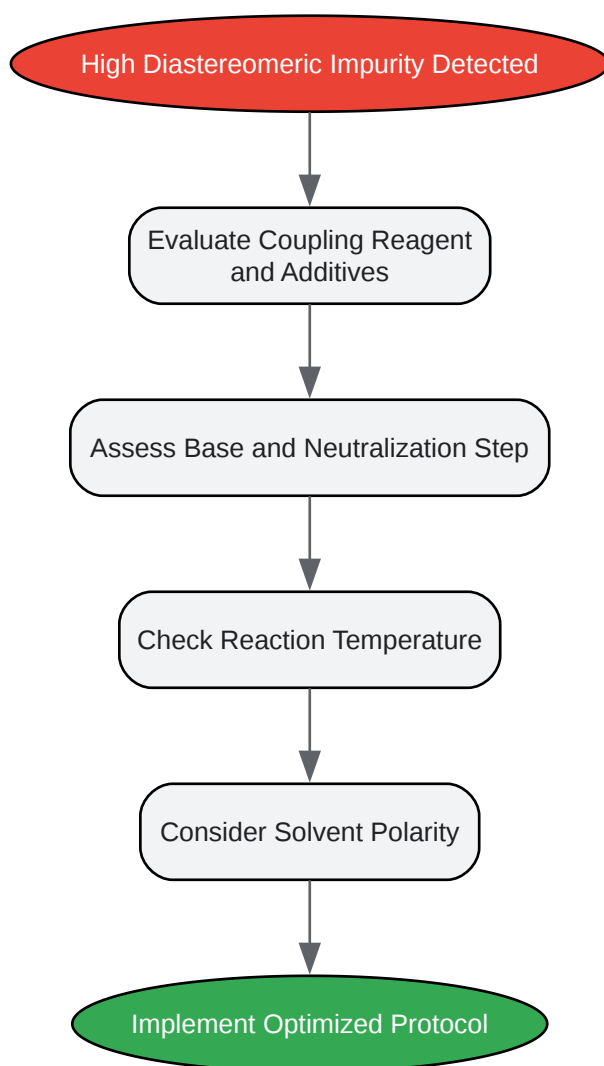 High Diastereomeric Impurity Detected
Evaluate Coupling Reagent
and Additives
Assess Base and Neutralization Step
Check Reaction Temperature
Consider Solvent Polarity
Implement Optimized Protocol